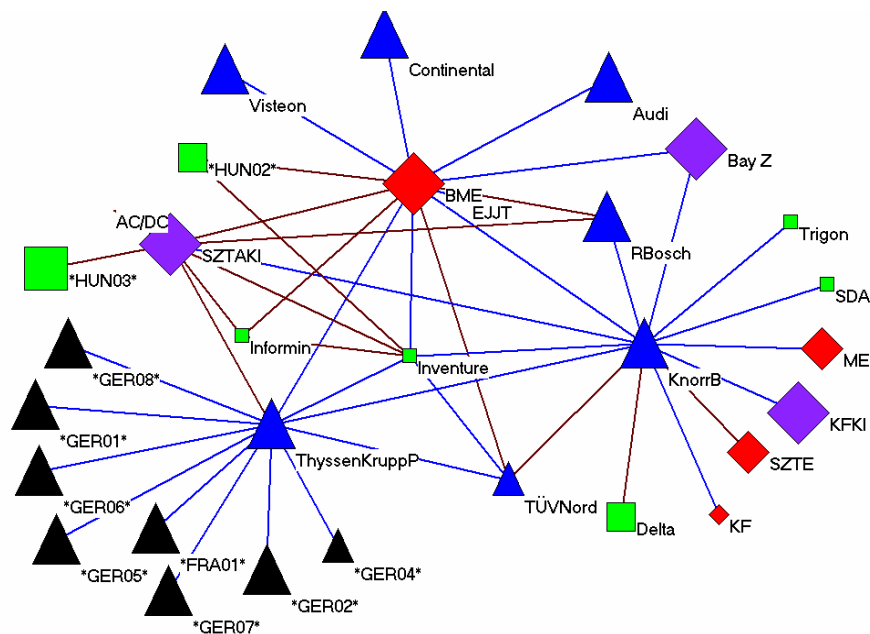 Continental
Visteon
Audi
*HUN02*
Bay Z
BME
EJJT
AC/DC
SZTAKI
RBosch
Trigon
*HUN03*
SDA
Informin
Inventure
KnorrB
ME
*GER08*
*GER01*
KFKI
ThyssenKruppP
SZTE
*GER06*
TÜVNord
Delta
KF
*GER05*
*FRA01*
*GER04*
*GER07*
*GER02*